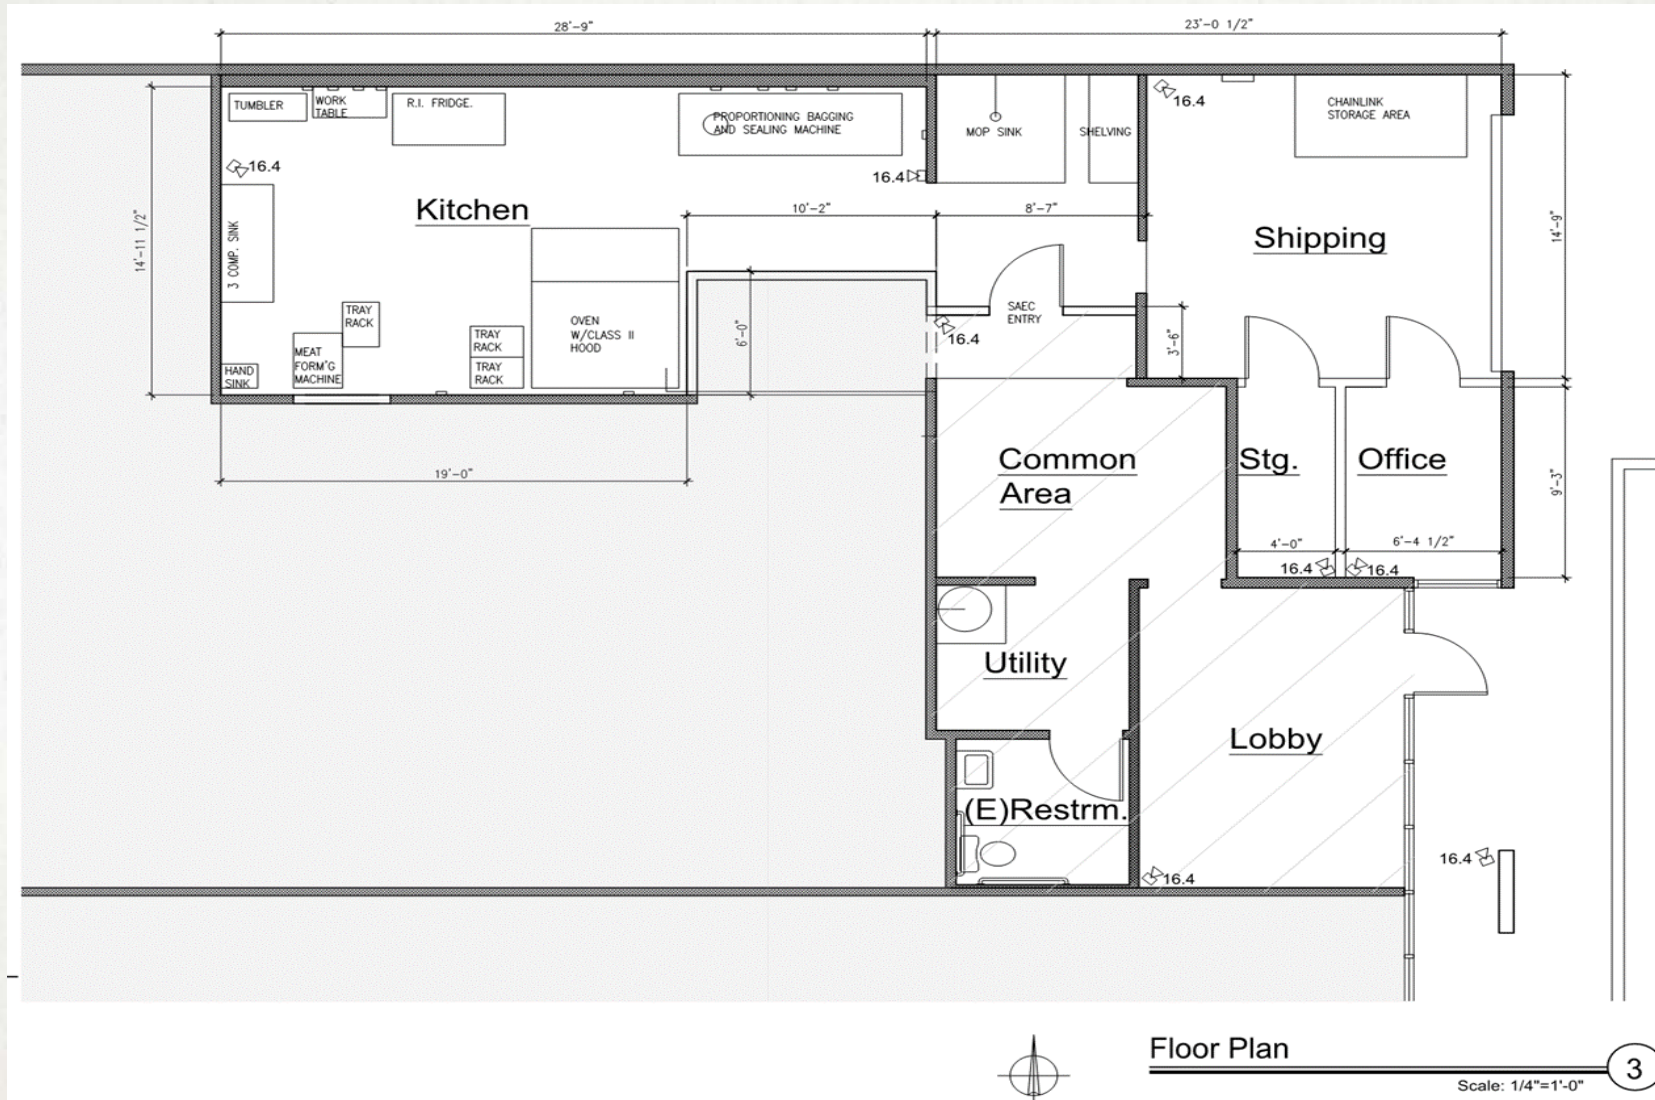 28'-9"
23'-0 1/2"
TUMBLER
WORK
TABLE
R.I. FRIDGE.
PROPORTIONING BAGGING
AND SEALING MACHINE
MOP SINK
SHELVING
16.4
CHAINLINK
STORAGE AREA
16.4
16.4
Kitchen
10'-2"
8'-7"
14'-11 1/2"
3 COMP. SINK
Shipping
14'-9"
TRAY
RACK
OVEN
W/CLASS II
HOOD
6'-0"
SAEC
ENTRY
16.4
3'-6"
TRAY
RACK
TRAY
RACK
MEAT
FORM'G
MACHINE
HAND
SINK
19'-0"
Common
Area
Stg.
Office
9'-3"
4'-0"
6'-4 1/2"
16.4
16.4
Utility
Lobby
(E)Restrm.
16.4
16.4
Floor Plan
3
Scale: 1/4"=1'-0"